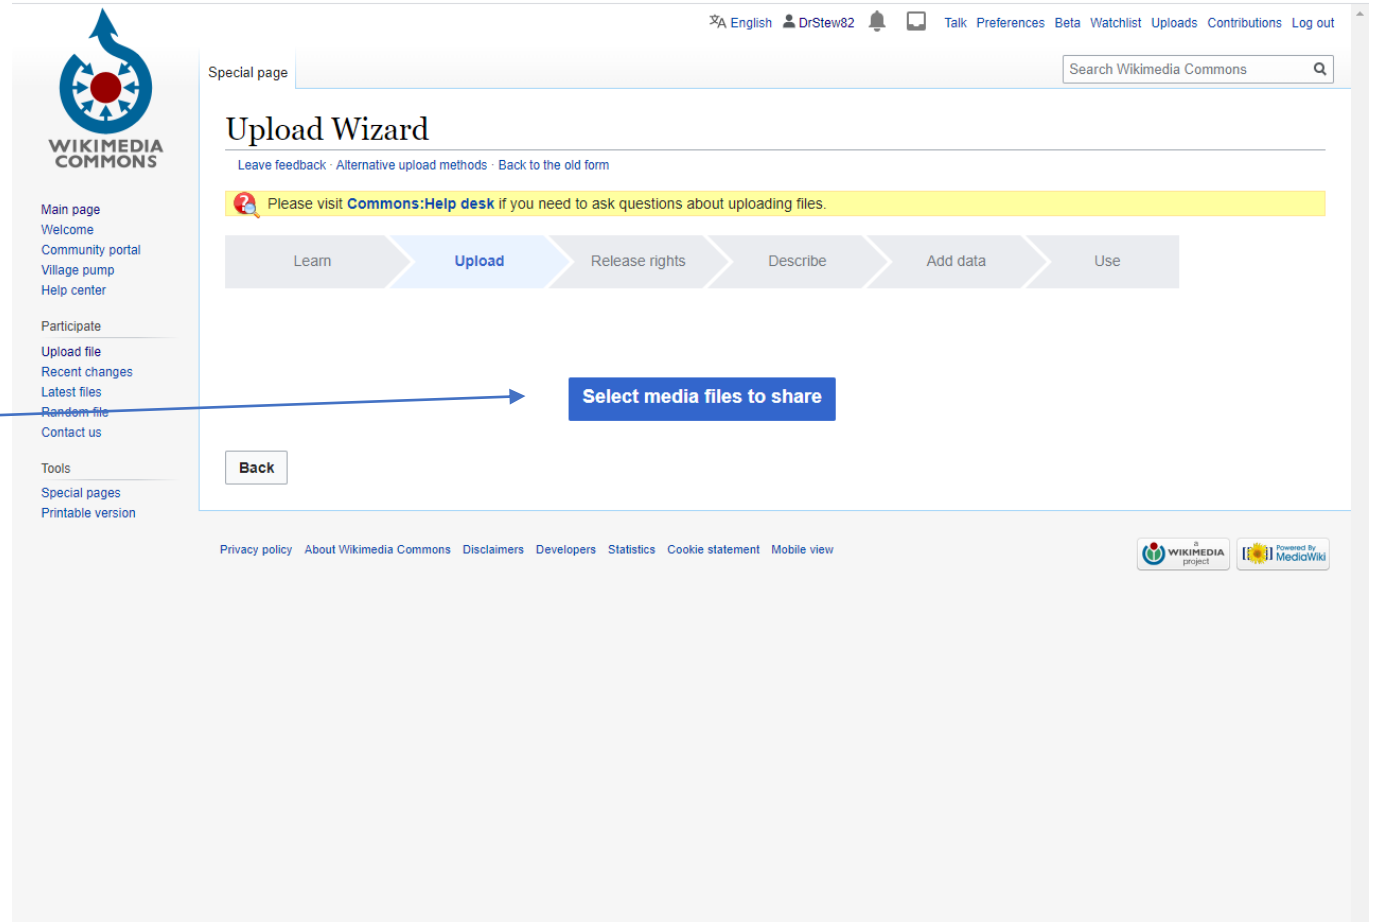 English DrStew82 Talk Preferences Beta Watchlist Uploads Contributions Log out
Special page
Search Wikimedia Commons
WIKIMEDIA
COMMONS
Upload Wizard
Leave feedback · Alternative upload methods · Back to the old form
Please visit Commons:Help desk if you need to ask questions about uploading files.
Main page
Welcome
Community portal
Village pump
Help center
Participate
Upload file
Recent changes
Latest files
Random file
Contact us
Tools
Special pages
Printable version
Learn Upload Release rights Describe Add data Use
Select media files to share
Back
Privacy policy About Wikimedia Commons Disclaimers Developers Statistics Cookie statement Mobile view
a
WIKIMEDIA
project
Powered By
MediaWiki